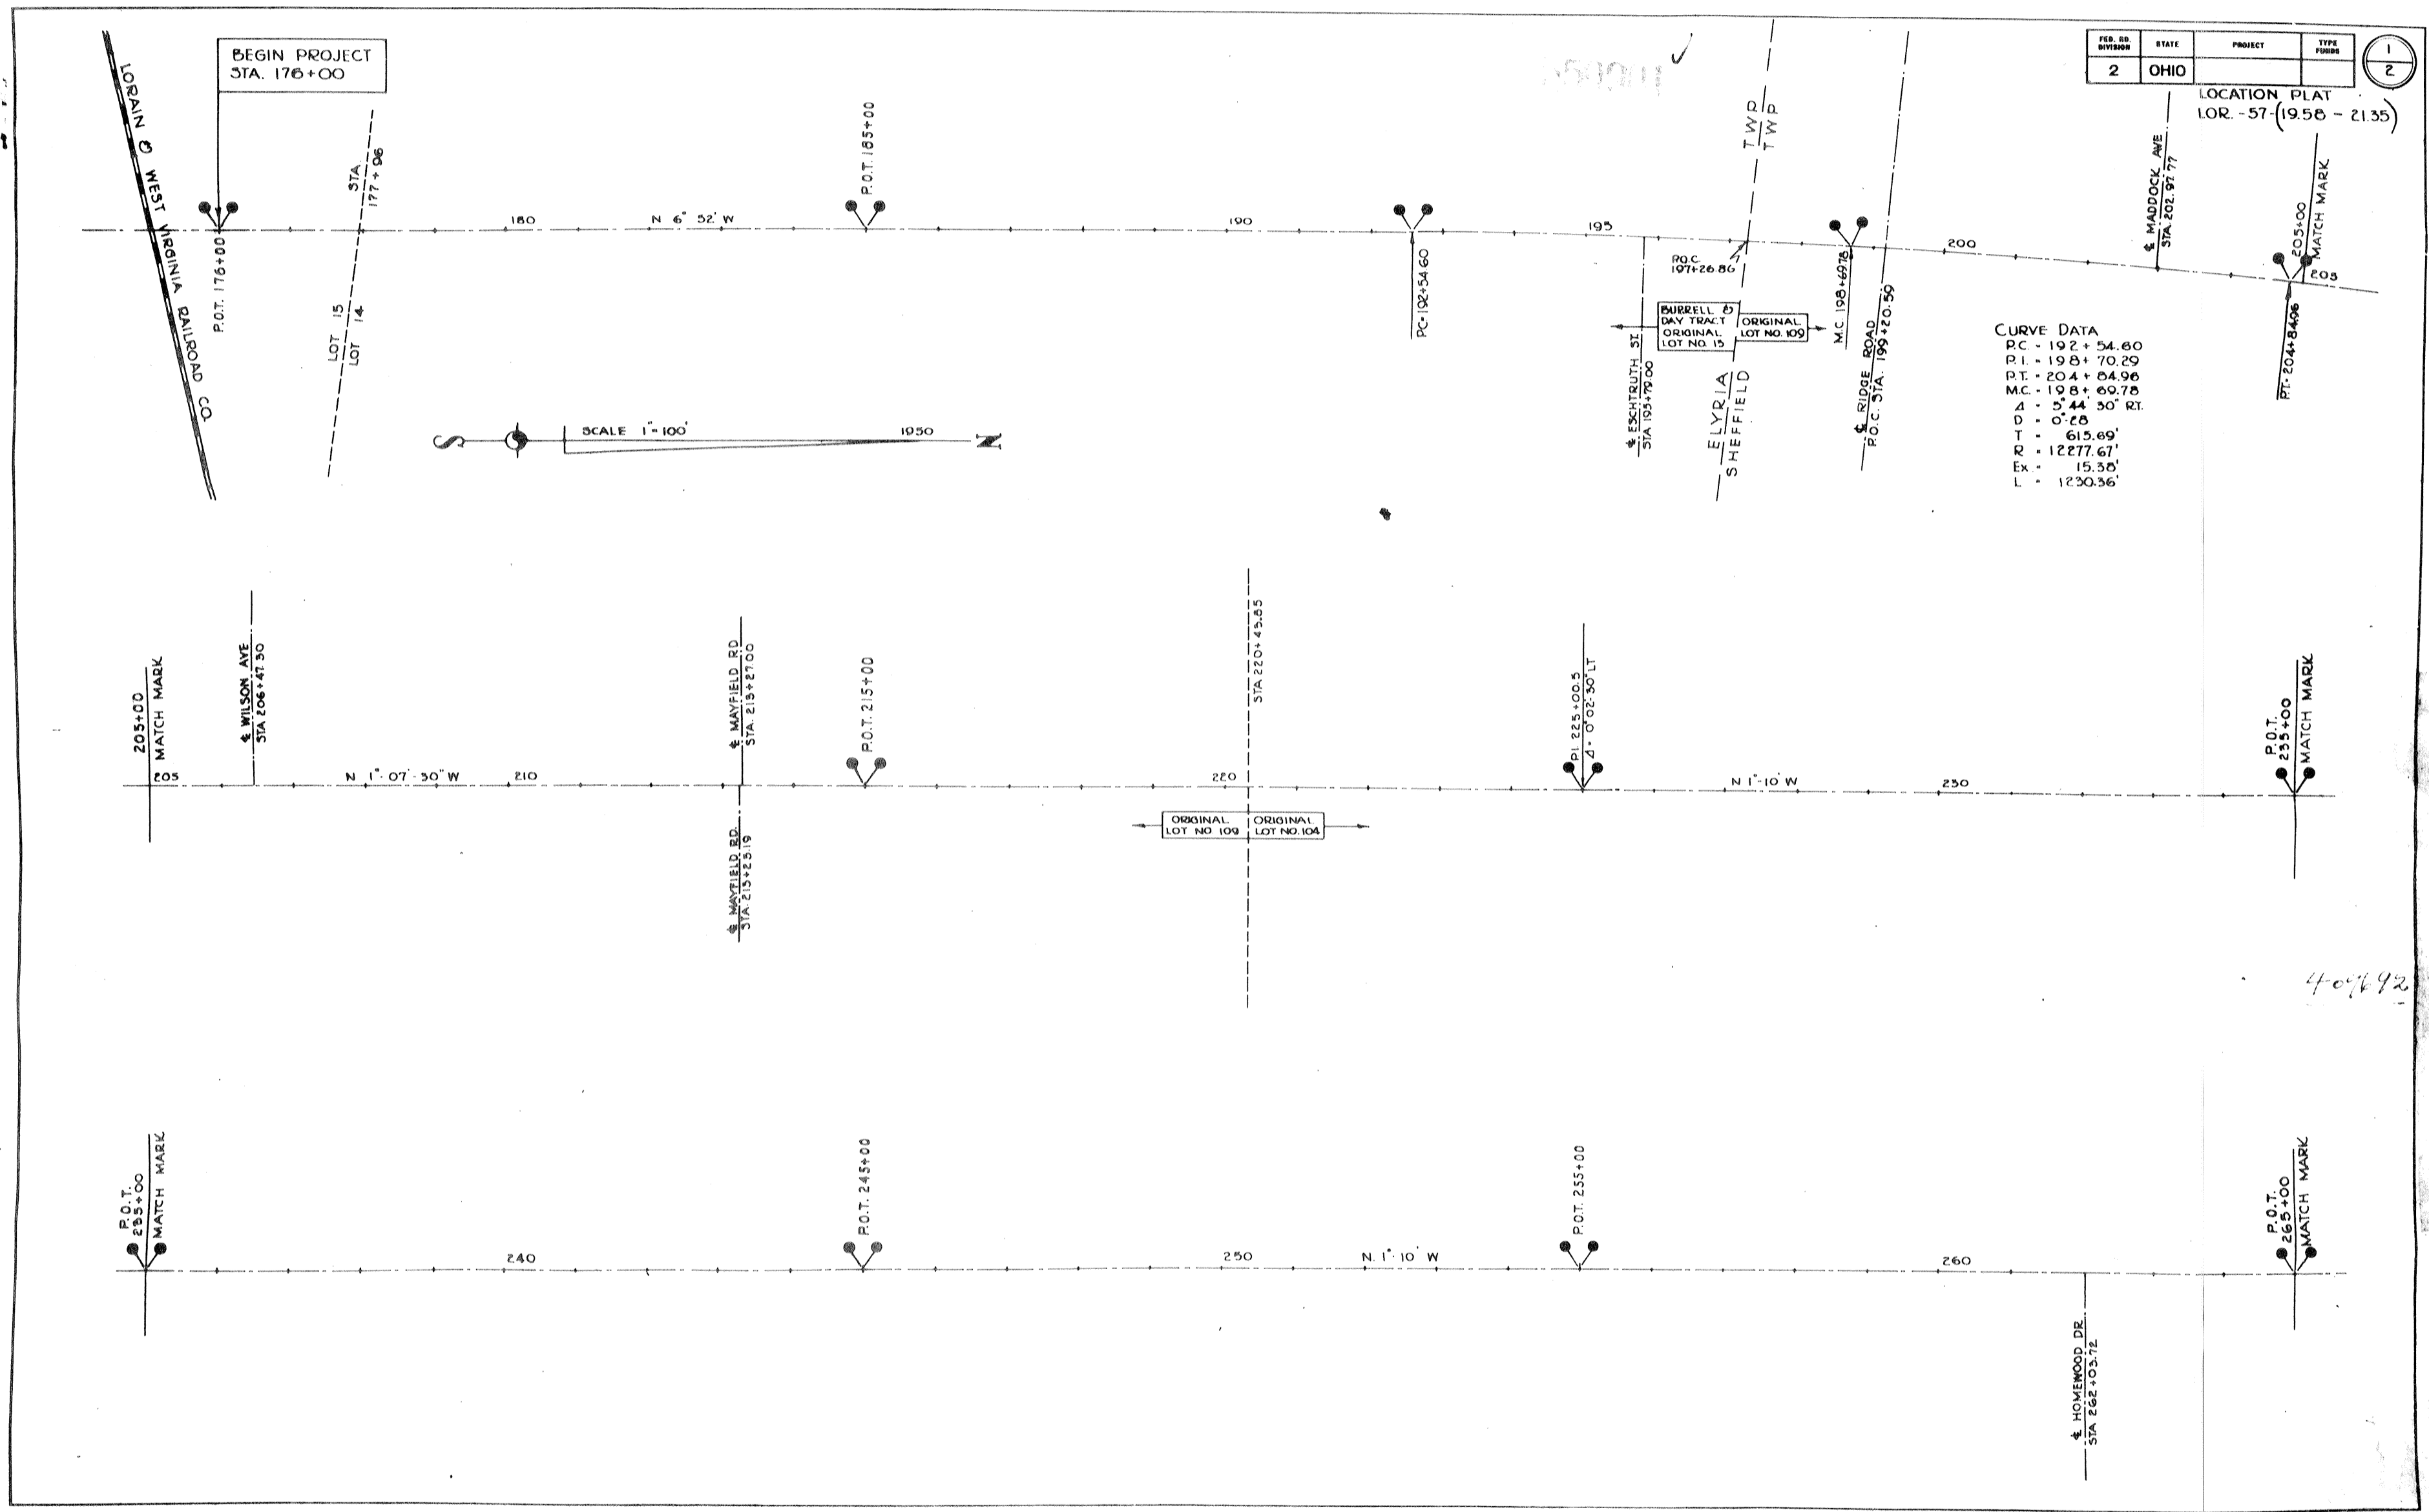 BEGIN PROJECT
STA. 176+00
FED. RD. DIVISION
STATE
PROJECT
TYPE FUNDS
2
OHIO
1
2
LOCATION PLAT
LOR. -57-(19.58 - 21.35)
LORAIN & WEST VIRGINIA RAILROAD CO.
P.O.T. 176+00
STA.
177+96
LOT 15
LOT 14
180
N 6° 52' W
P.O.T. 185+00
190
PC=192+54.60
195
℄ ESCHTRUTH ST.
STA 195+79.00
P.O.C.
197+26.86
TWP
TWP
ELYRIA
SHEFFIELD
BURRELL &
DAY TRACT
ORIGINAL
LOT NO. 15
ORIGINAL
LOT NO. 109
M.C. 198+69.78
℄ RIDGE ROAD
P.O.C. STA. 199+20.59
200
℄ MADDOCK AVE
STA. 202.97.77
205+00
MATCH MARK
205
P.T.=204+84.96
CURVE DATA
P.C. = 192 + 54.60
P.I. = 198 + 70.29
P.T. = 204 + 84.96
M.C. = 198 + 69.78
Δ = 5° 44' 30" RT.
D = 0°-28'
T = 615.69'
R = 12277.67'
Ex. = 15.38'
L = 1230.36'
S
SCALE 1"=100'
1950
N
205+00
MATCH MARK
205
℄ WILSON AVE
STA 206+47.30
N 1°- 07'- 30" W
210
℄ MAYFIELD RD
STA. 213+27.00
℄ MAYFIELD RD.
STA. 213+23.19
P.O.T. 215+00
220
STA 220+43.85
ORIGINAL
LOT NO. 109
ORIGINAL
LOT NO. 104
P.I. 225+00.5
Δ = 0° 02'-30" LT
N 1°-10' W
230
P.O.T.
235+00
MATCH MARK
P.O.T.
235+00
MATCH MARK
240
P.O.T. 245+00
250
N. 1°-10' W
P.O.T. 255+00
260
℄ HOMEWOOD DR.
STA 262+03.72
P.O.T.
265+00
MATCH MARK